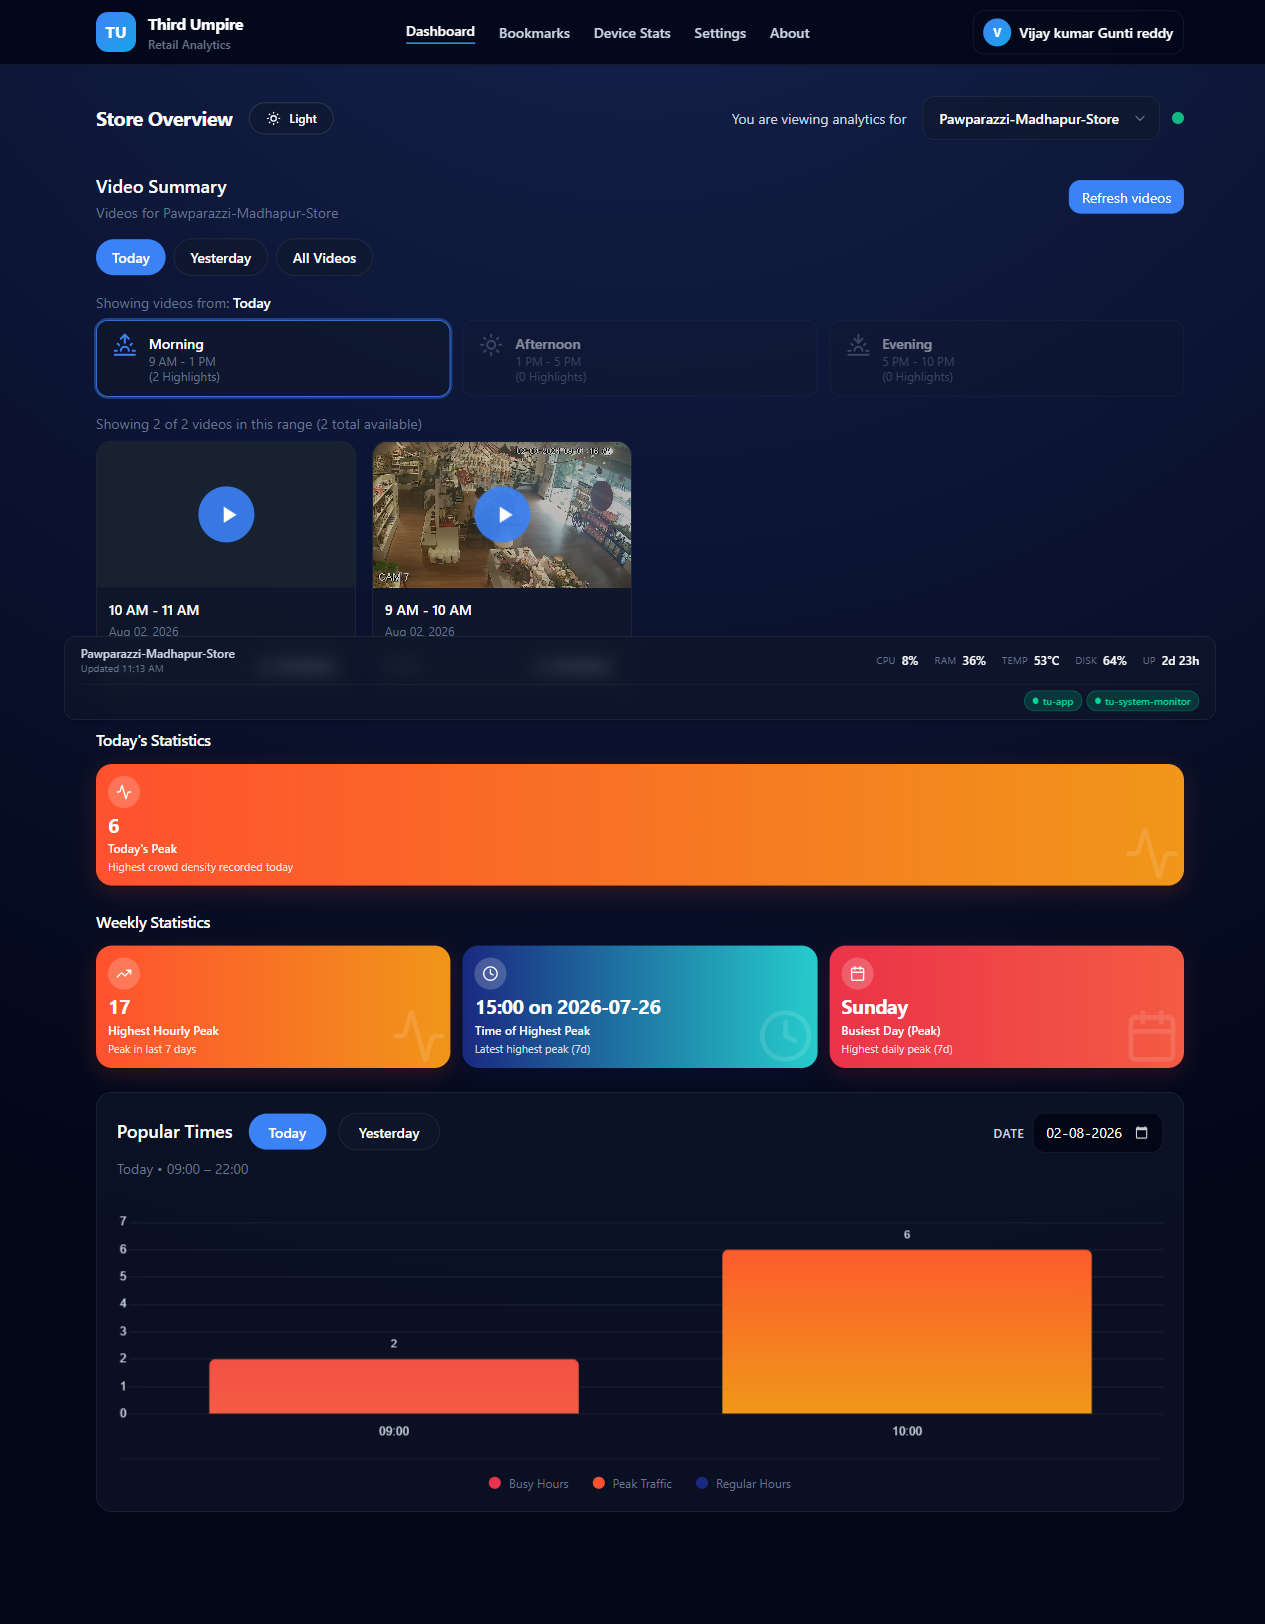 TU
Third Umpire
Retail Analytics
Dashboard
Bookmarks
Device Stats
Settings
About
V
Vijay kumar Gunti reddy
Store Overview
Light
You are viewing analytics for
Pawparazzi-Madhapur-Store
Video Summary
Videos for Pawparazzi-Madhapur-Store
Refresh videos
Today
Yesterday
All Videos
Showing videos from: Today
Morning
9 AM - 1 PM
(2 Highlights)
Afternoon
1 PM - 5 PM
(0 Highlights)
Evening
5 PM - 10 PM
(0 Highlights)
Showing 2 of 2 videos in this range (2 total available)
CAM 7
10 AM - 11 AM
Aug 02, 2026
9 AM - 10 AM
Aug 02, 2026
Pawparazzi-Madhapur-Store
Updated 11:13 AM
CPU 8%
RAM 36%
TEMP 53°C
DISK 64%
UP 2d 23h
tu-app
tu-system-monitor
Today's Statistics
6
Today's Peak
Highest crowd density recorded today
Weekly Statistics
17
Highest Hourly Peak
Peak in last 7 days
15:00 on 2026-07-26
Time of Highest Peak
Latest highest peak (7d)
Sunday
Busiest Day (Peak)
Highest daily peak (7d)
Popular Times
Today
Yesterday
DATE
02-08-2026
Today • 09:00 – 22:00
7
6
5
4
3
2
1
0
2
6
09:00
10:00
Busy Hours
Peak Traffic
Regular Hours